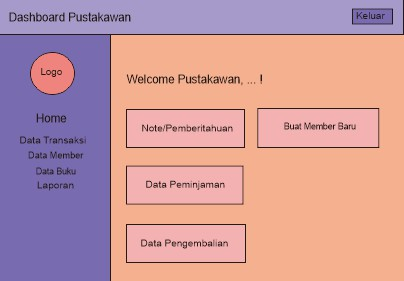 Dashboard Pustakawan
Keluar
Logo
Home
Data Transaksi
Data Member
Data Buku
Laporan
Welcome Pustakawan, ... !
Note/Pemberitahuan
Buat Member Baru
Data Peminjaman
Data Pengembalian